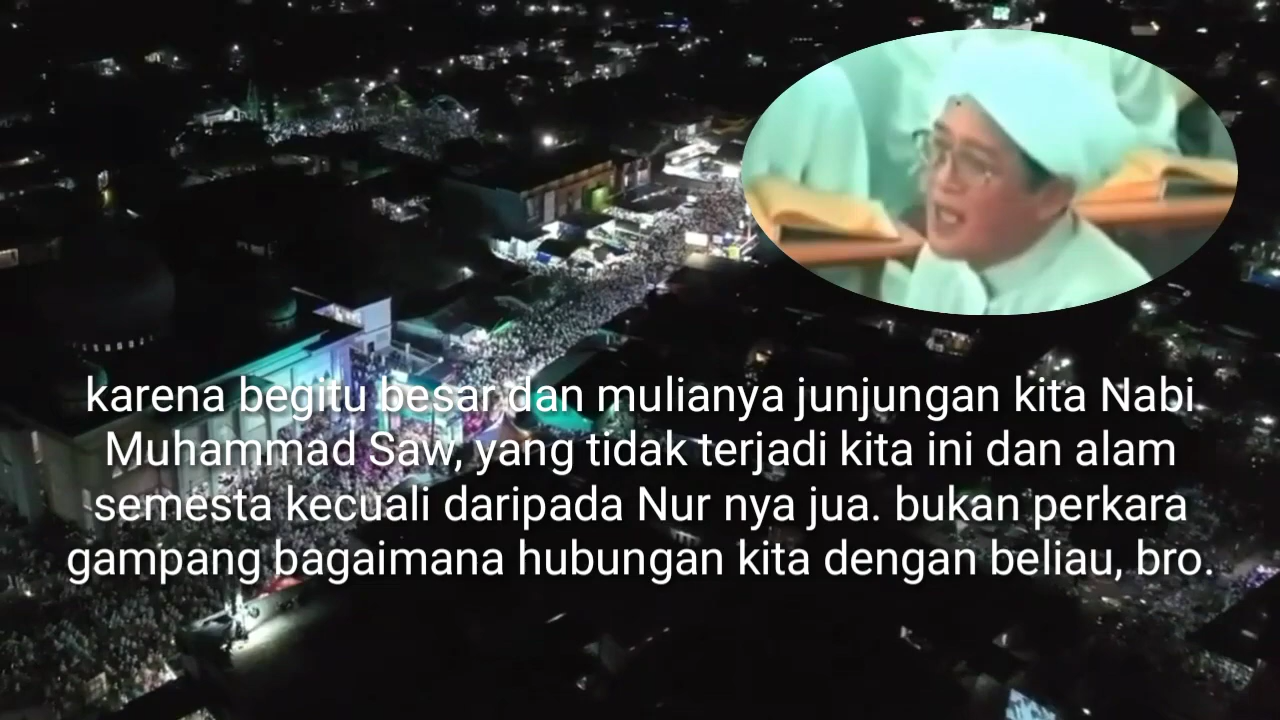 karena begitu besar dan mulianya junjungan kita Nabi
Muhammad Saw, yang tidak terjadi kita ini dan alam
semesta kecuali daripada Nur nya jua. bukan perkara
gampang bagaimana hubungan kita dengan beliau, bro.